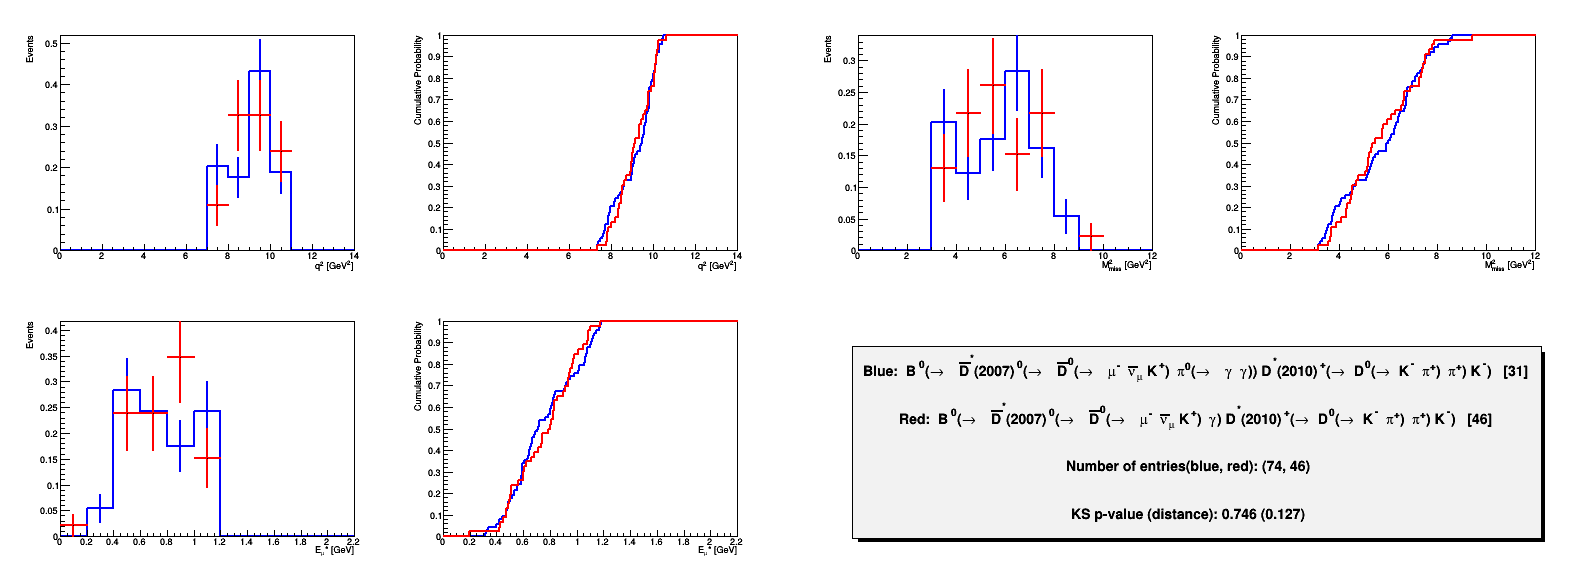 Events
0.5
0.4
0.3
0.2
0.1
0
0 2 4 6 8 10 12 14
q² [GeV²]
Cumulative Probability
1
0.9
0.8
0.7
0.6
0.5
0.4
0.3
0.2
0.1
0
0 2 4 6 8 10 12 14
q² [GeV²]
Events
0.3
0.25
0.2
0.15
0.1
0.05
0
0 2 4 6 8 10 12
M²miss [GeV²]
Cumulative Probability
1
0.9
0.8
0.7
0.6
0.5
0.4
0.3
0.2
0.1
0
0 2 4 6 8 10 12
M²miss [GeV²]
Events
0.4
0.35
0.3
0.25
0.2
0.15
0.1
0.05
0
0 0.2 0.4 0.6 0.8 1 1.2 1.4 1.6 1.8 2 2.2
Eμ* [GeV]
Cumulative Probability
1
0.9
0.8
0.7
0.6
0.5
0.4
0.3
0.2
0.1
0
0 0.2 0.4 0.6 0.8 1 1.2 1.4 1.6 1.8 2 2.2
Eμ* [GeV]
Blue: B⁰(→ D̅*(2007)⁰(→ D̅⁰(→ μ⁻ ν̅μ K⁺) π⁰(→ γ γ)) D*(2010)⁺(→ D⁰(→ K⁻ π⁺) π⁺) K⁻) [31]
Red: B⁰(→ D̅*(2007)⁰(→ D̅⁰(→ μ⁻ ν̅μ K⁺) γ) D*(2010)⁺(→ D⁰(→ K⁻ π⁺) π⁺) K⁻) [46]
Number of entries(blue, red): (74, 46)
KS p-value (distance): 0.746 (0.127)